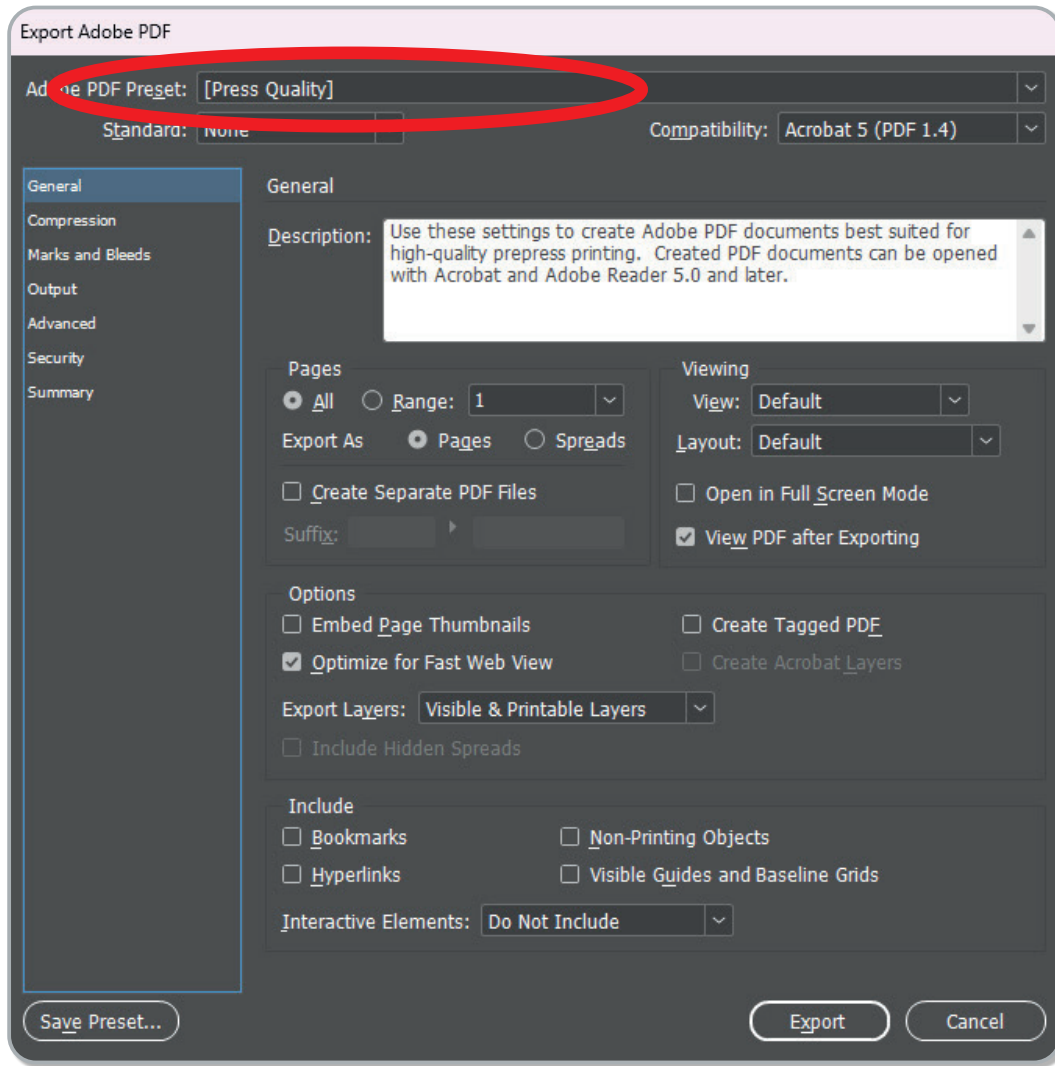 Export Adobe PDF
Adobe PDF Preset: [Press Quality]
Standard: None Compatibility: Acrobat 5 (PDF 1.4)
General
Compression
Marks and Bleeds
Output
Advanced
Security
Summary
General
Description: Use these settings to create Adobe PDF documents best suited for
high-quality prepress printing. Created PDF documents can be opened
with Acrobat and Adobe Reader 5.0 and later.
Pages
All Range: 1
Export As Pages Spreads
Create Separate PDF Files
Suffix:
Viewing
View: Default
Layout: Default
Open in Full Screen Mode
View PDF after Exporting
Options
Embed Page Thumbnails Create Tagged PDF
Optimize for Fast Web View Create Acrobat Layers
Export Layers: Visible & Printable Layers
Include Hidden Spreads
Include
Bookmarks Non-Printing Objects
Hyperlinks Visible Guides and Baseline Grids
Interactive Elements: Do Not Include
Save Preset... Export Cancel